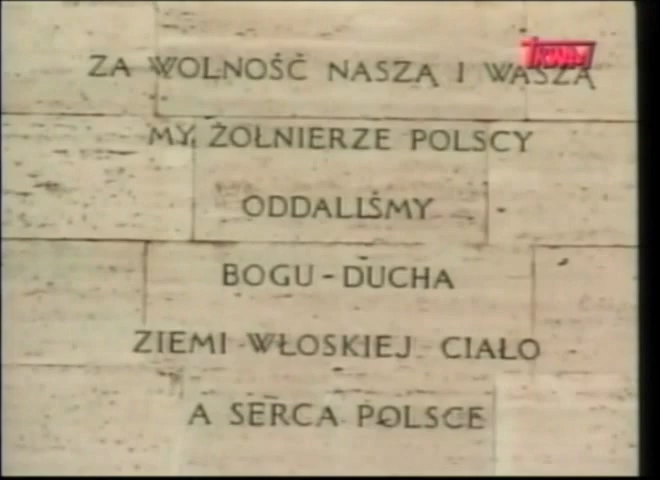 ZA WOLNOŚĆ NASZĄ I WASZĄ
MY ŻOŁNIERZE POLSCY
ODDALIŚMY
BOGU - DUCHA
ZIEMI WŁOSKIEJ CIAŁO
A SERCA POLSCE